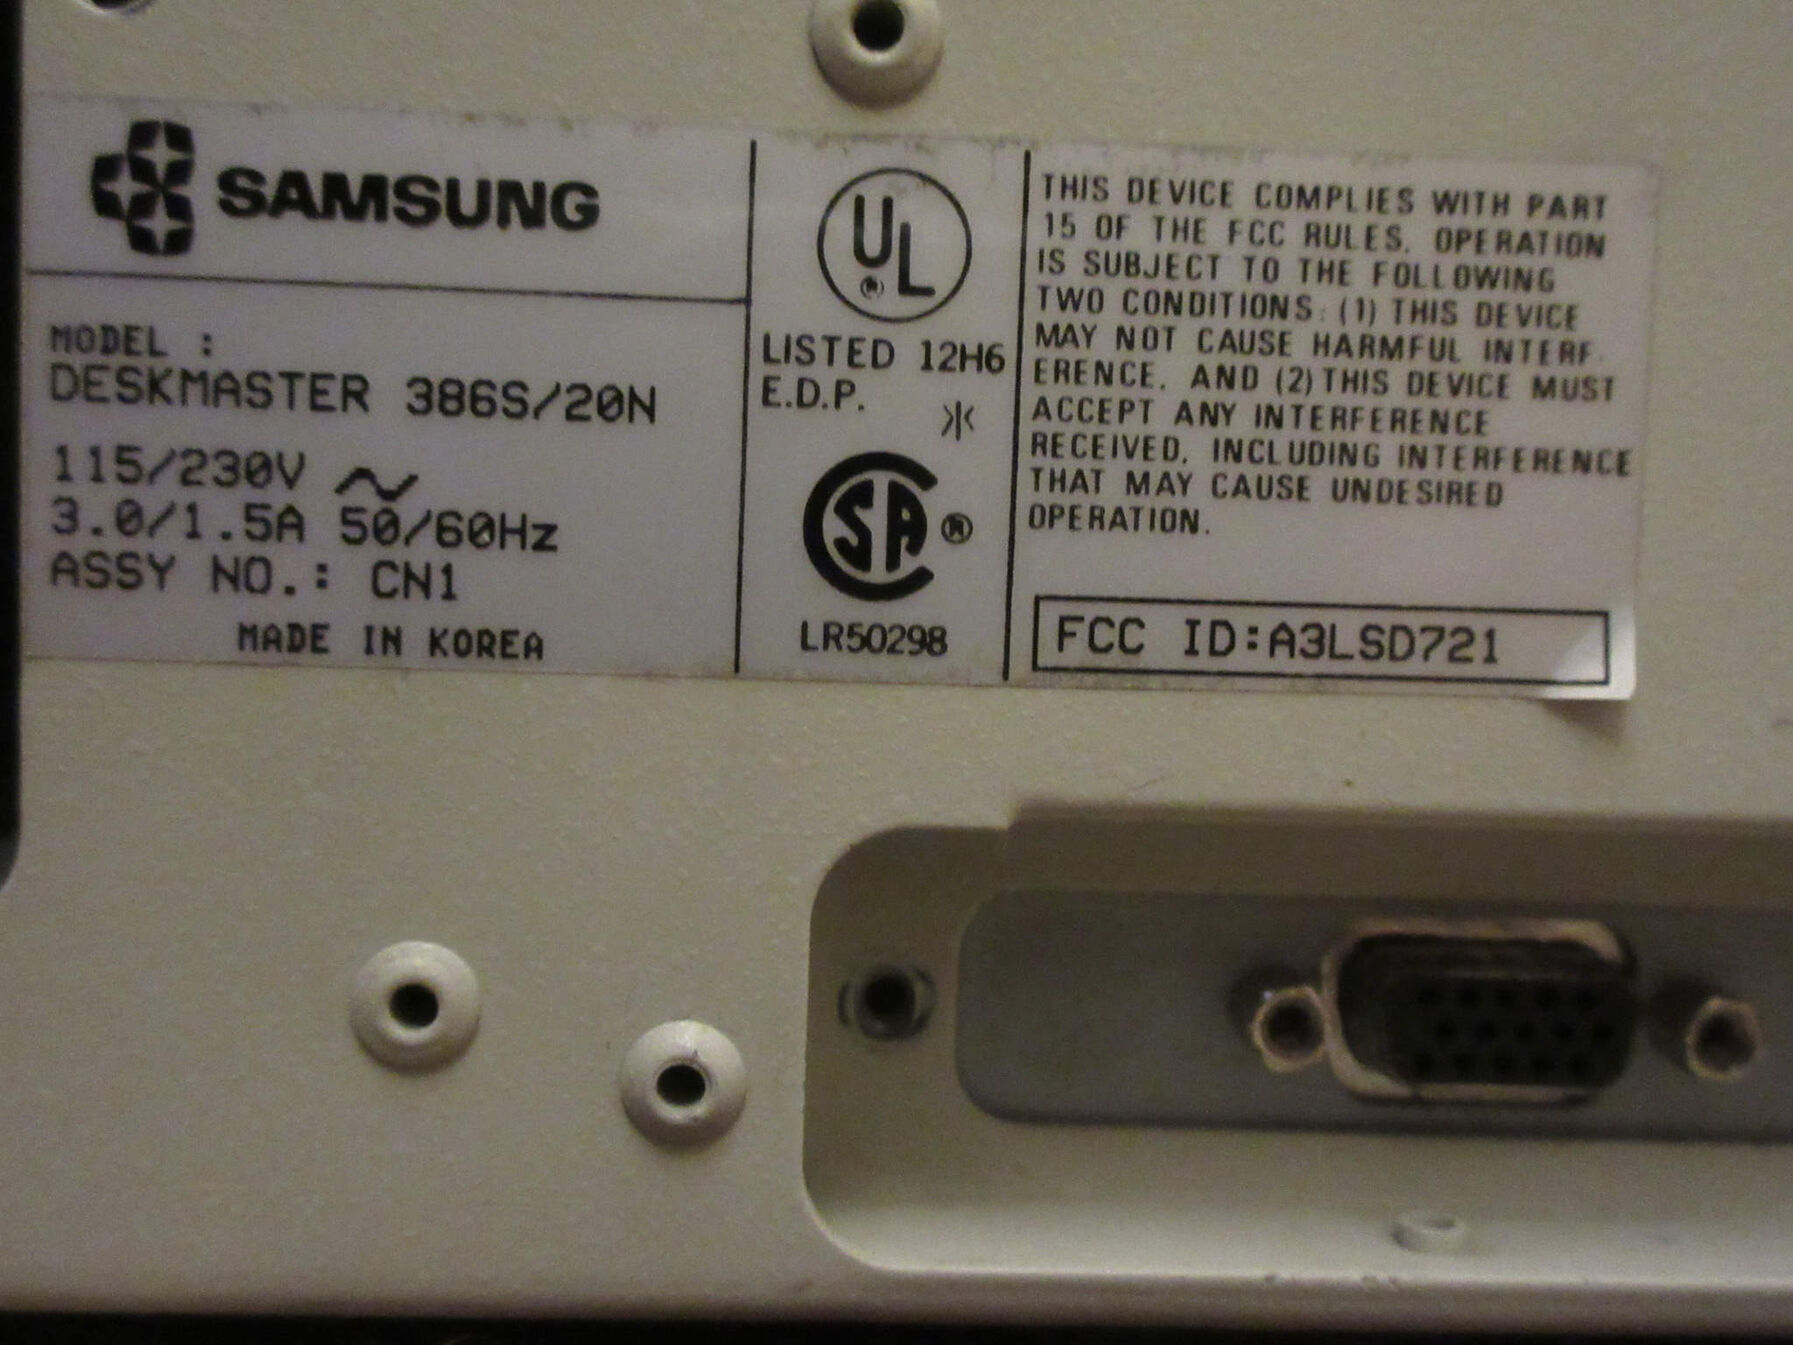 SAMSUNG
MODEL :
DESKMASTER 386S/20N
115/230V
3.0/1.5A 50/60Hz
ASSY NO.: CN1
MADE IN KOREA
UL
®
LISTED 12H6
E.D.P.
SA ®
LR50298
THIS DEVICE COMPLIES WITH PART
15 OF THE FCC RULES. OPERATION
IS SUBJECT TO THE FOLLOWING
TWO CONDITIONS: (1) THIS DEVICE
MAY NOT CAUSE HARMFUL INTERF-
ERENCE, AND (2) THIS DEVICE MUST
ACCEPT ANY INTERFERENCE
RECEIVED, INCLUDING INTERFERENCE
THAT MAY CAUSE UNDESIRED
OPERATION.
FCC ID:A3LSD721